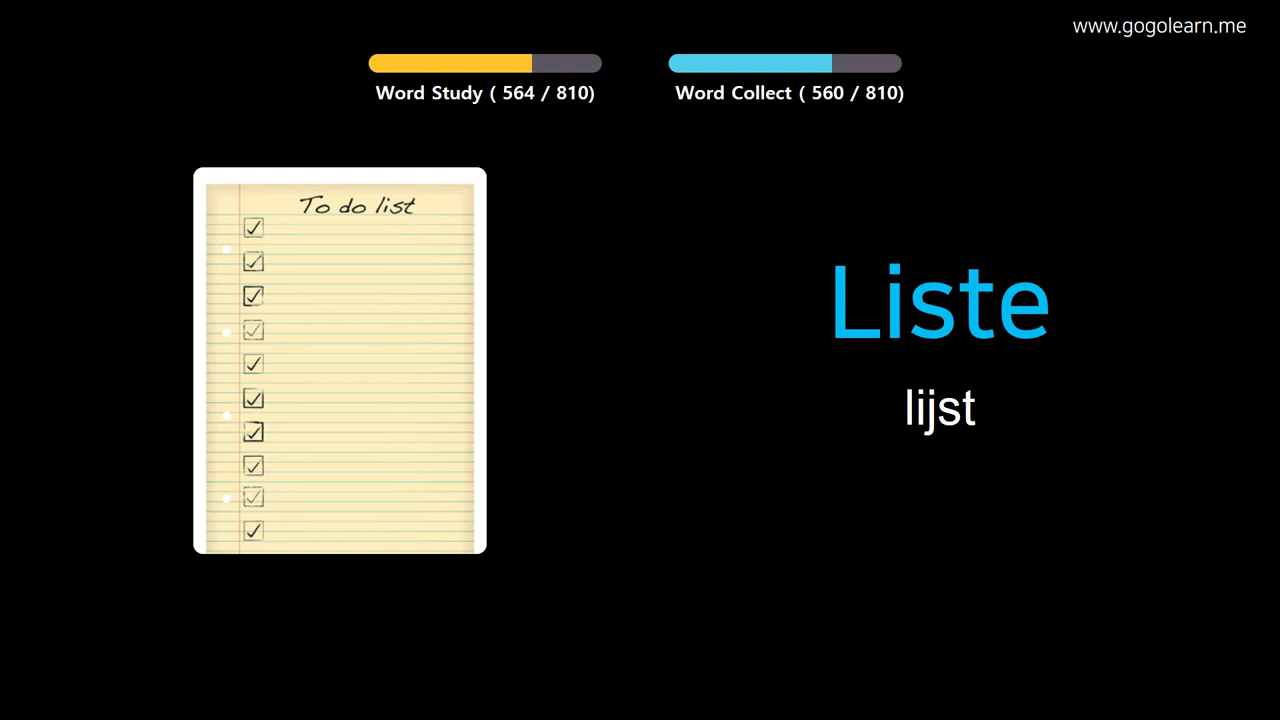 www.gogolearn.me
Word Study ( 564 / 810)
Word Collect ( 560 / 810)
To do list
Liste
lijst